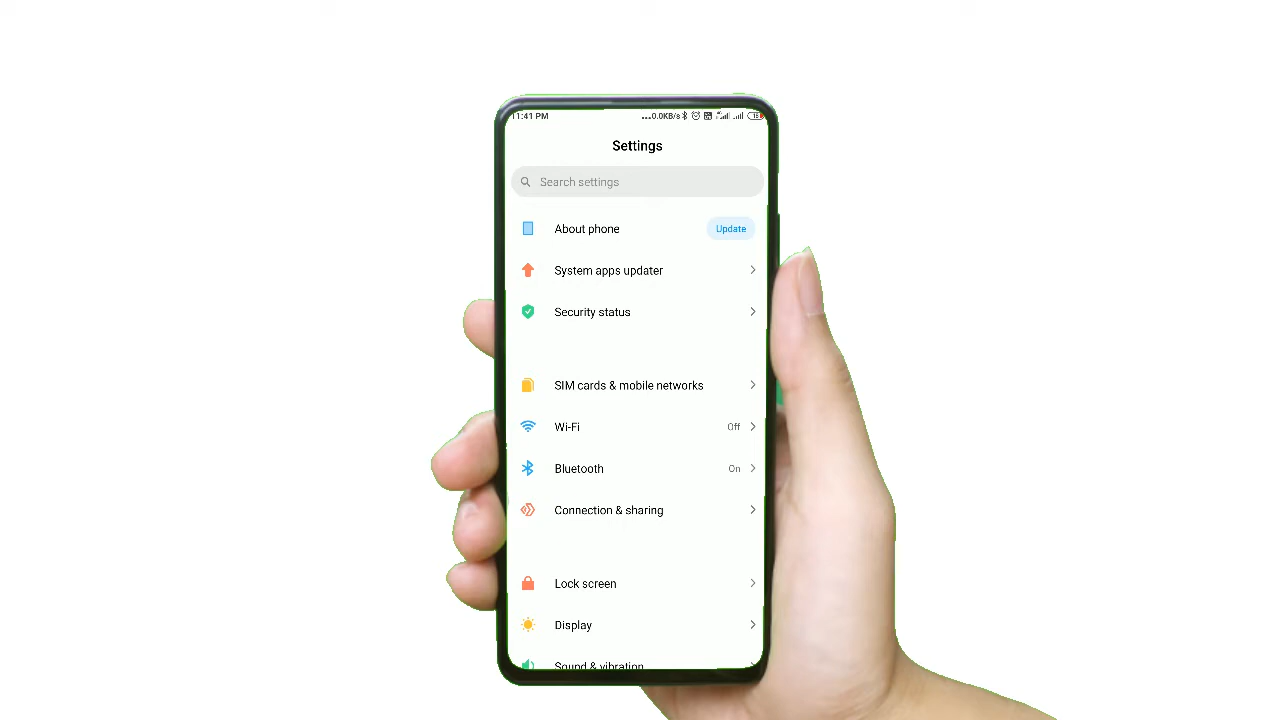 11:41 PM ...0.0KB/s
Settings
Search settings
About phone Update
System apps updater
Security status
SIM cards & mobile networks
Wi-Fi Off
Bluetooth On
Connection & sharing
Lock screen
Display
Sound & vibration